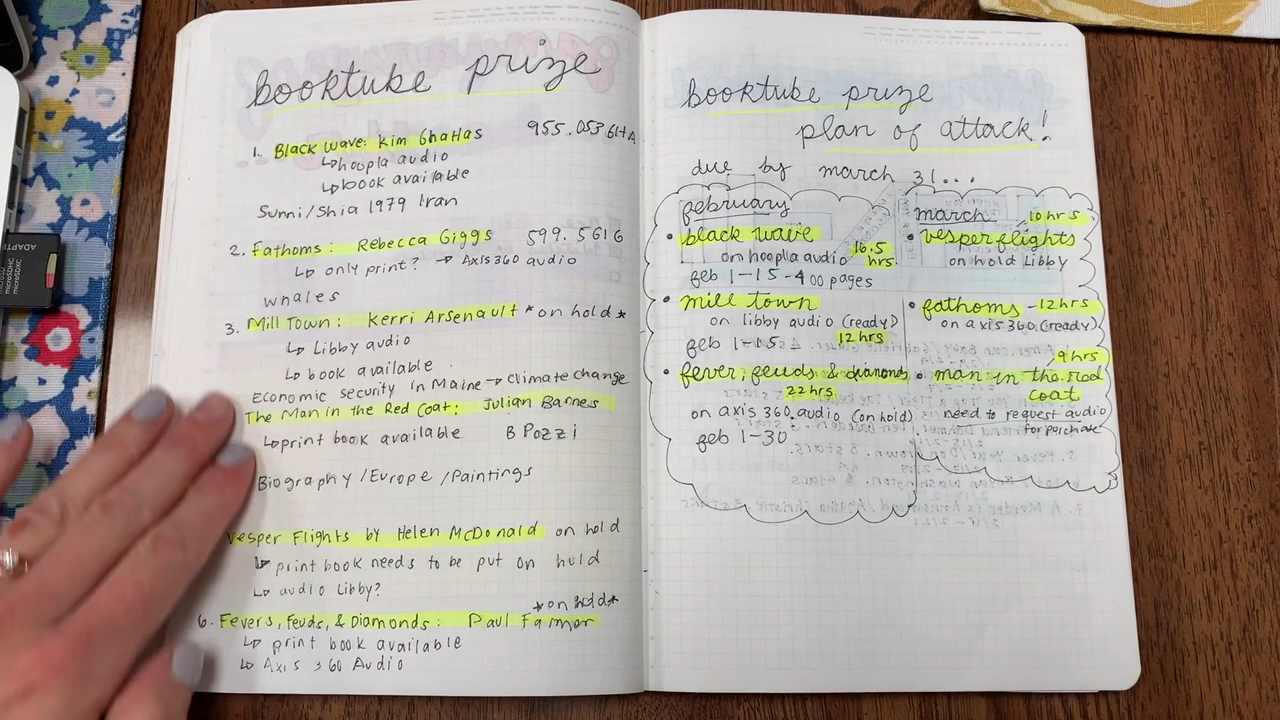 booktube prize
1. Black Wave: Kim Ghattas 955.05361+A
↳hoopla audio
↳book available
Sunni/Shia 1979 Iran
2. Fathoms: Rebecca Giggs 599.561G
↳ only print? → Axis360 audio
whales
3. Mill Town: Kerri Arsenault *on hold*
↳ Libby audio
↳ book available
Economic security in Maine → climate change
The Man in the Red Coat: Julian Barnes
↳print book available B Pozzi
Biography/Europe/Paintings
Vesper Flights by Helen McDonald on hold
↳ print book needs to be put on hold
↳ audio Libby?
*on hold*
6. Fevers, Feuds, & Diamonds: Paul Farmer
↳ print book available
↳ Axis 360 Audio
booktube prize
plan of attack!
due by march 31...
february
• black wave
on hoopla audio 16.5 hrs
feb 1-15-400 pages
• mill town
on libby audio (ready)
feb 1-15 - 12 hrs
• fever, feuds & diamonds
22 hrs
on axis 360 audio (on hold)
feb 1-30
march 10 hrs
• vesper flights
on hold Libby
• fathoms - 12 hrs
on axis360 (ready)
9 hrs
• man in the red
coat
need to request audio
for perchase
ADAPT
microSDHC
microSDXC